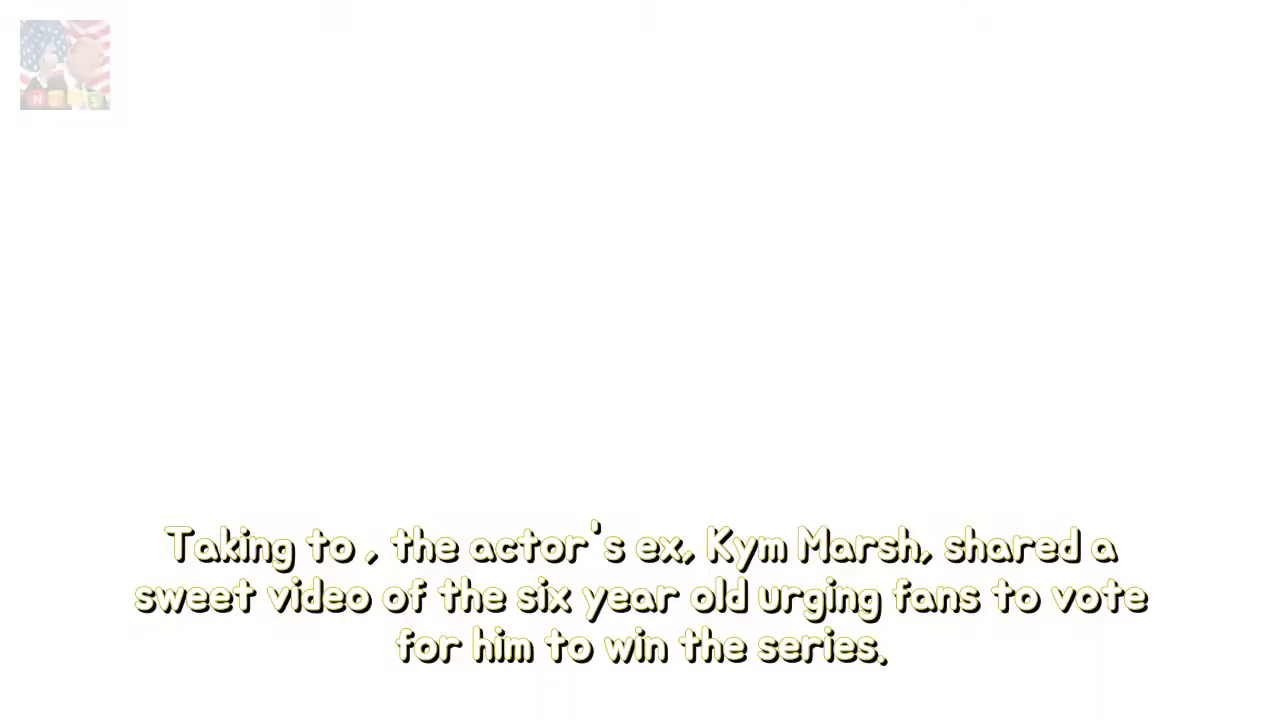 Taking to , the actor's ex, Kym Marsh, shared a
sweet video of the six year old urging fans to vote
for him to win the series.